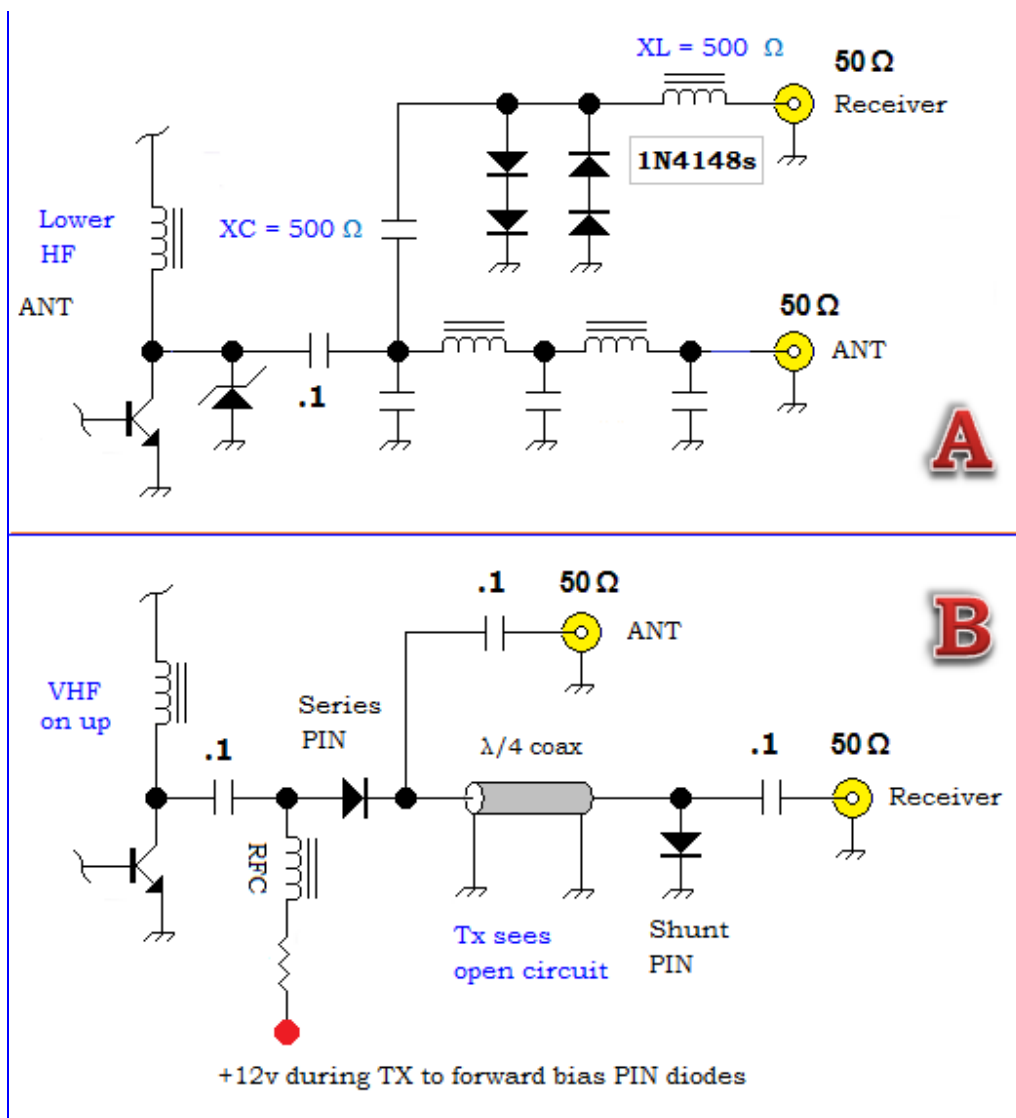 XL = 500 Ω
50 Ω
Receiver
1N4148s
Lower
HF
XC = 500 Ω
ANT
50 Ω
ANT
.1
A
.1
50 Ω
ANT
B
VHF
on up
Series
PIN
.1
λ/4 coax
.1
50 Ω
Receiver
RFC
Tx sees
open circuit
Shunt
PIN
+12v during TX to forward bias PIN diodes